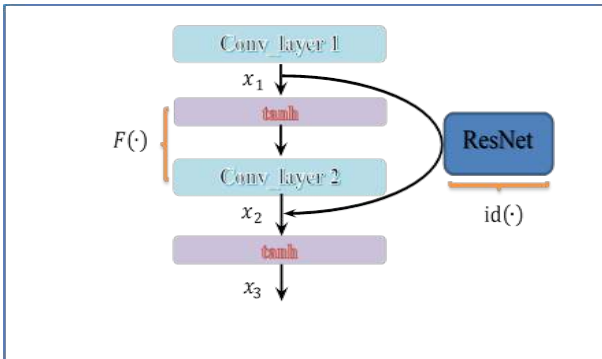 Conv_layer 1
x₁
tanh
F(·)
ResNet
Conv_layer 2
id(·)
x₂
tanh
x₃